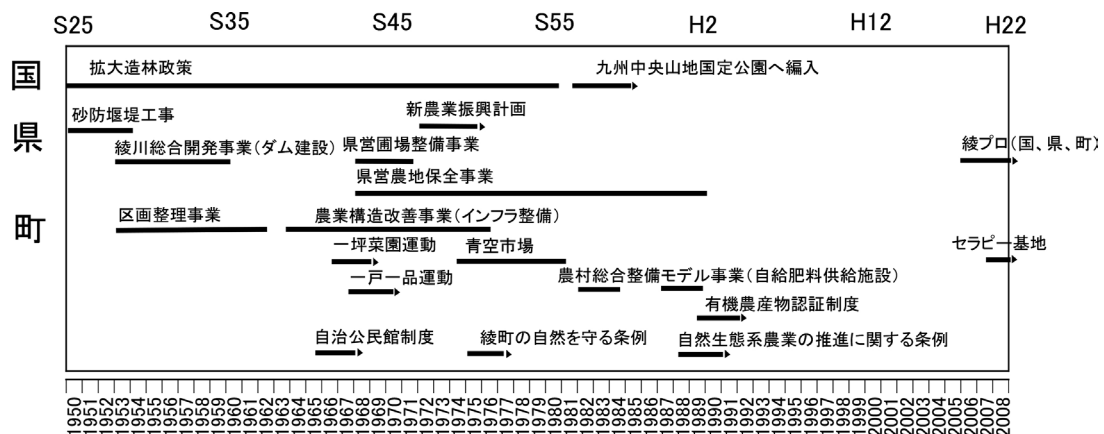 S25 S35 S45 S55 H2 H12 H22
国
拡大造林政策 九州中央山地国定公園へ編入
県
砂防堰堤工事 新農業振興計画
綾川総合開発事業(ダム建設) 県営圃場整備事業 綾プロ(国、県、町)
県営農地保全事業
町
区画整理事業 農業構造改善事業(インフラ整備)
一坪菜園運動 青空市場 セラピー基地
一戸一品運動 農村総合整備モデル事業(自給肥料供給施設)
有機農産物認証制度
自治公民館制度 綾町の自然を守る条例 自然生態系農業の推進に関する条例
1950 1951 1952 1953 1954 1955 1956 1957 1958 1959 1960 1961 1962 1963 1964 1965 1966 1967 1968 1969 1970 1971 1972 1973 1974 1975 1976 1977 1978 1979 1980 1981 1982 1983 1984 1985 1986 1987 1988 1989 1990 1991 1992 1993 1994 1995 1996 1997 1998 1999 2000 2001 2002 2003 2004 2005 2006 2007 2008